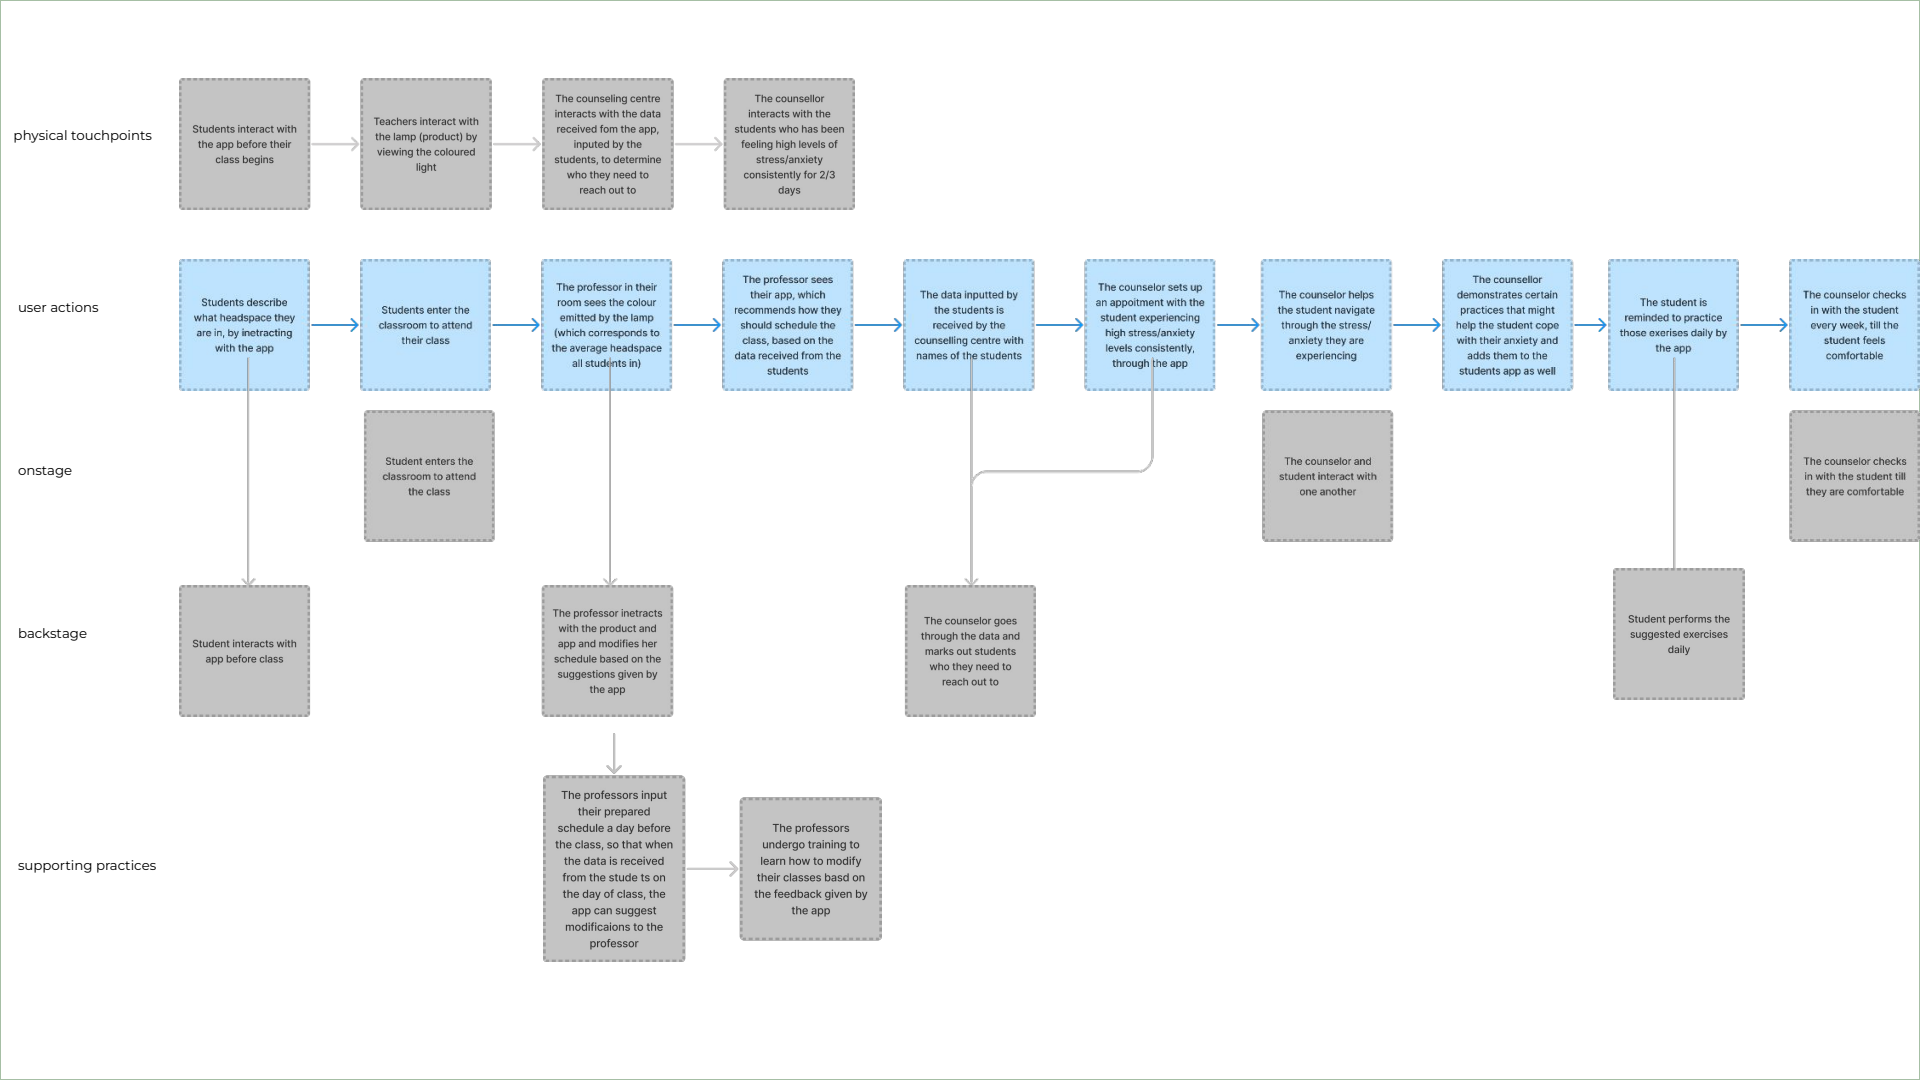 physical touchpoints
Students interact with
the app before their
class begins
Teachers interact with
the lamp (product) by
viewing the coloured
light
The counseling centre
interacts with the data
received fom the app,
inputed by the
students, to determine
who they need to
reach out to
The counsellor
interacts with the
students who has been
feeling high levels of
stress/anxiety
consistently for 2/3
days
user actions
Students describe
what headspace they
are in, by inetracting
with the app
Students enter the
classroom to attend
their class
The professor in their
room sees the colour
emitted by the lamp
(which corresponds to
the average headspace
all students in)
The professor sees
their app, which
recommends how they
should schedule the
class, based on the
data received from the
students
The data inputted by
the students is
received by the
counselling centre with
names of the students
The counselor sets up
an appoitment with the
student experiencing
high stress/anxiety
levels consistently,
through the app
The counselor helps
the student navigate
through the stress/
anxiety they are
experiencing
The counsellor
demonstrates certain
practices that might
help the student cope
with their anxiety and
adds them to the
students app as well
The student is
reminded to practice
those exerises daily by
the app
The counselor checks
in with the student
every week, till the
student feels
comfortable
onstage
Student enters the
classroom to attend
the class
The counselor and
student interact with
one another
The counselor checks
in with the student till
they are comfortable
backstage
Student interacts with
app before class
The professor inetracts
with the product and
app and modifies her
schedule based on the
suggestions given by
the app
The counselor goes
through the data and
marks out students
who they need to
reach out to
Student performs the
suggested exercises
daily
supporting practices
The professors input
their prepared
schedule a day before
the class, so that when
the data is received
from the stude ts on
the day of class, the
app can suggest
modificaions to the
professor
The professors
undergo training to
learn how to modify
their classes basd on
the feedback given by
the app